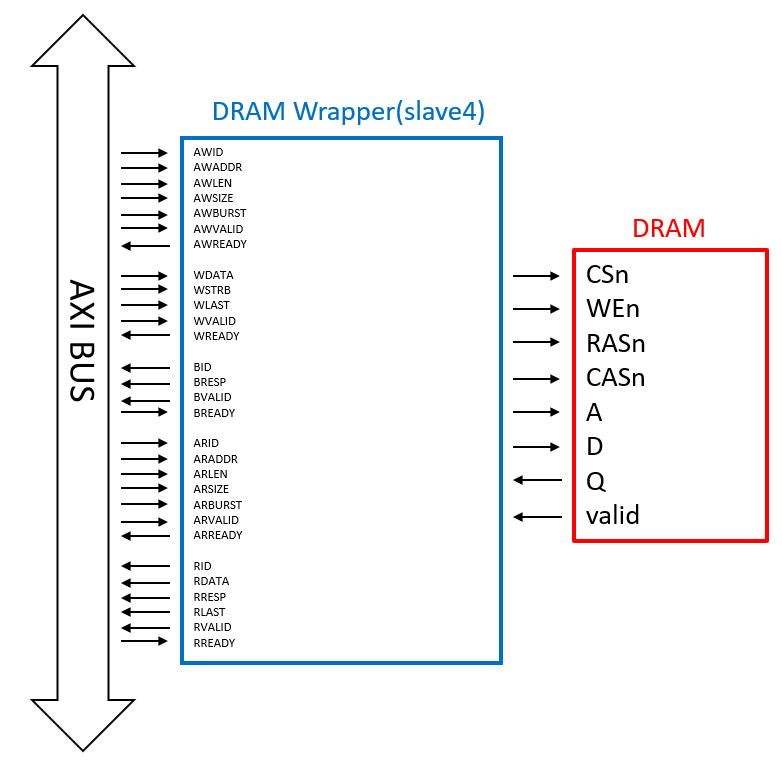 DRAM Wrapper(slave4)
AXI BUS
AWID
AWADDR
AWLEN
AWSIZE
AWBURST
AWVALID
AWREADY
WDATA
WSTRB
WLAST
WVALID
WREADY
BID
BRESP
BVALID
BREADY
ARID
ARADDR
ARLEN
ARSIZE
ARBURST
ARVALID
ARREADY
RID
RDATA
RRESP
RLAST
RVALID
RREADY
DRAM
CSn
WEn
RASn
CASn
A
D
Q
valid